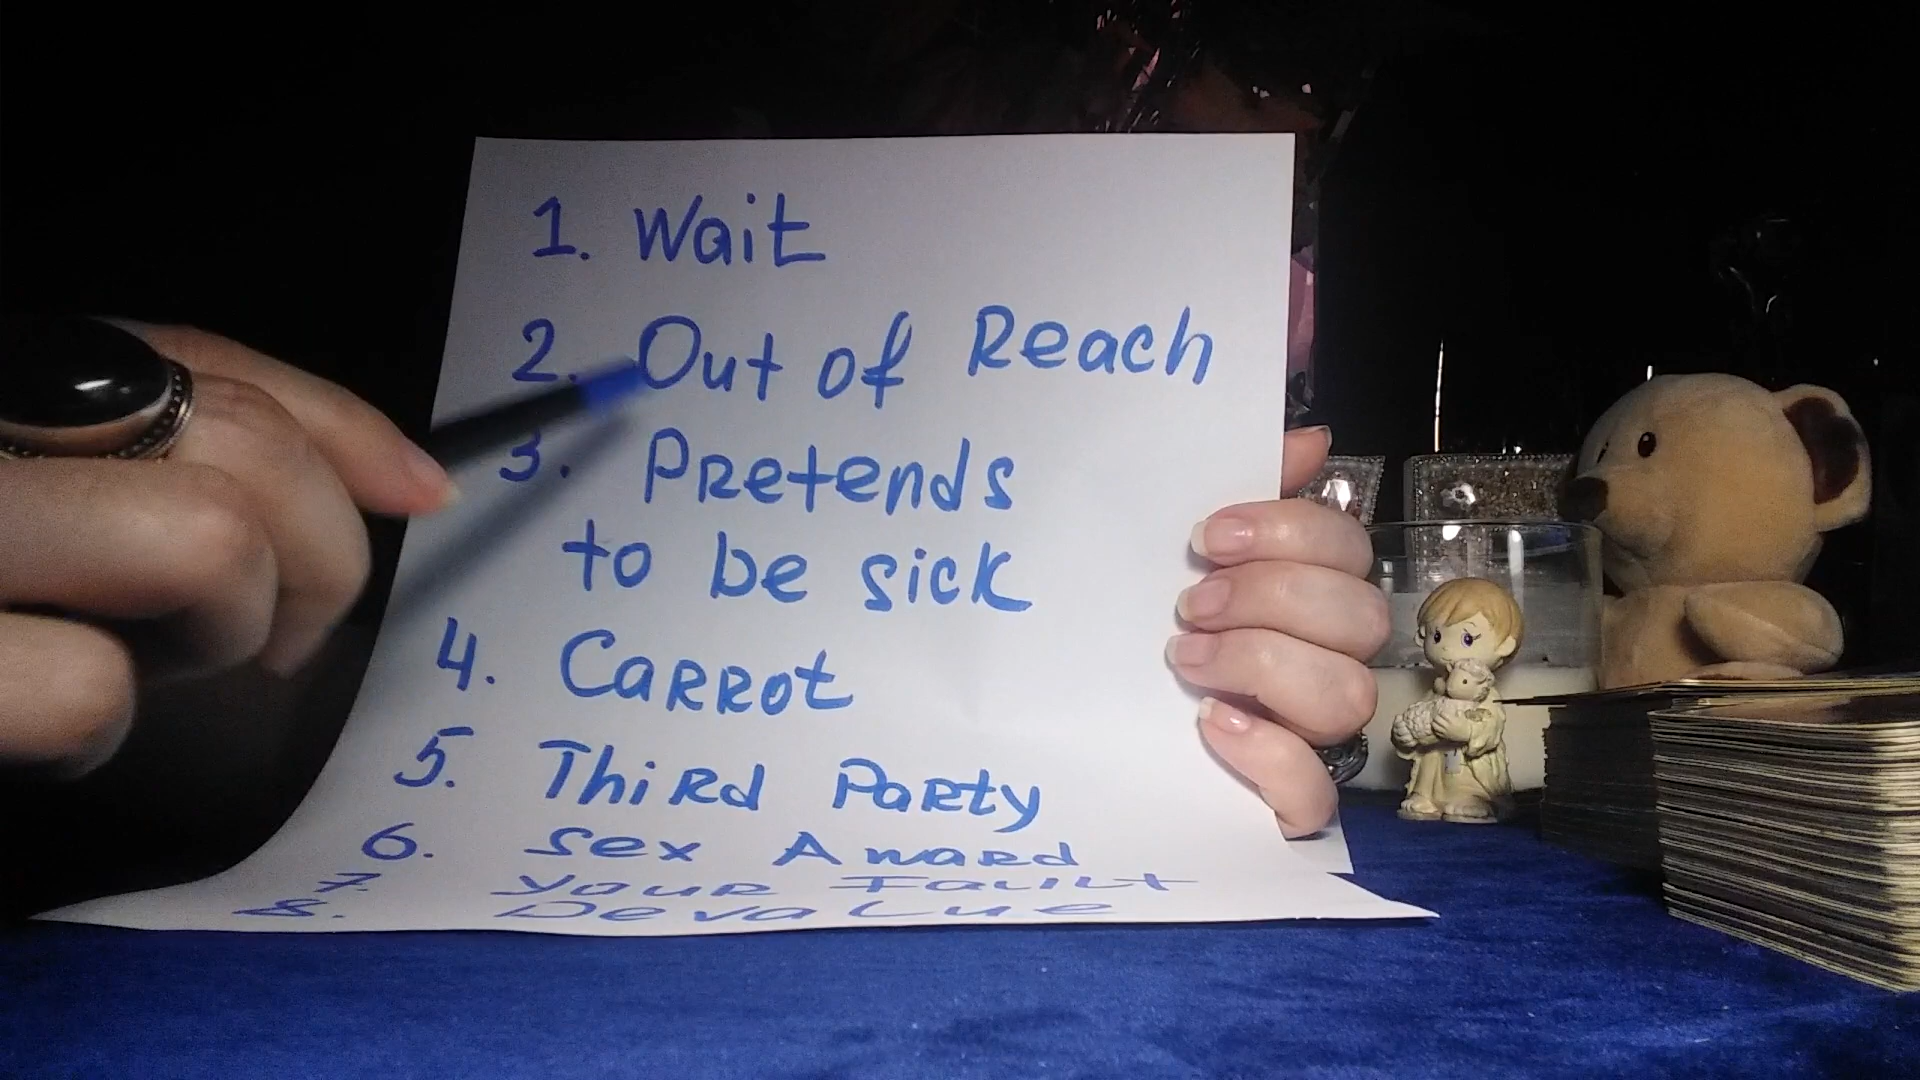 1. Wait
2. Out of Reach
3. Pretends
to be sick
4. Carrot
5. Third Party
6. Sex Award
7. Your Fault
8. Devalue